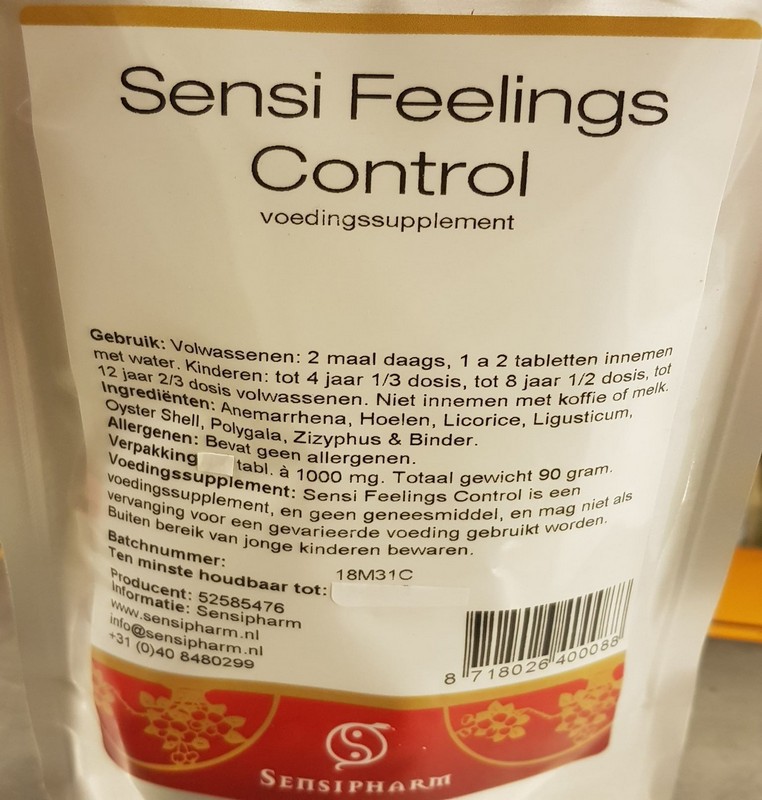 Sensi Feelings
Control
voedingssupplement
Gebruik: Volwassenen: 2 maal daags, 1 a 2 tabletten innemen
met water. Kinderen: tot 4 jaar 1/3 dosis, tot 8 jaar 1/2 dosis, tot
12 jaar 2/3 dosis volwassenen. Niet innemen met koffie of melk.
Ingrediënten: Anemarrhena, Hoelen, Licorice, Ligusticum,
Oyster Shell, Polygala, Zizyphus & Binder.
Allergenen: Bevat geen allergenen.
Verpakking tabl. à 1000 mg. Totaal gewicht 90 gram.
Voedingssupplement: Sensi Feelings Control is een
voedingssupplement, en geen geneesmiddel, en mag niet als
vervanging voor een gevarieerde voeding gebruikt worden.
Buiten bereik van jonge kinderen bewaren.
Batchnummer: 18M31C
Ten minste houdbaar tot:
Producent: 52585476
Informatie: Sensipharm
www.sensipharm.nl
info@sensipharm.nl
+31 (0)40 8480299
8 718026 400088
SENSIPHARM